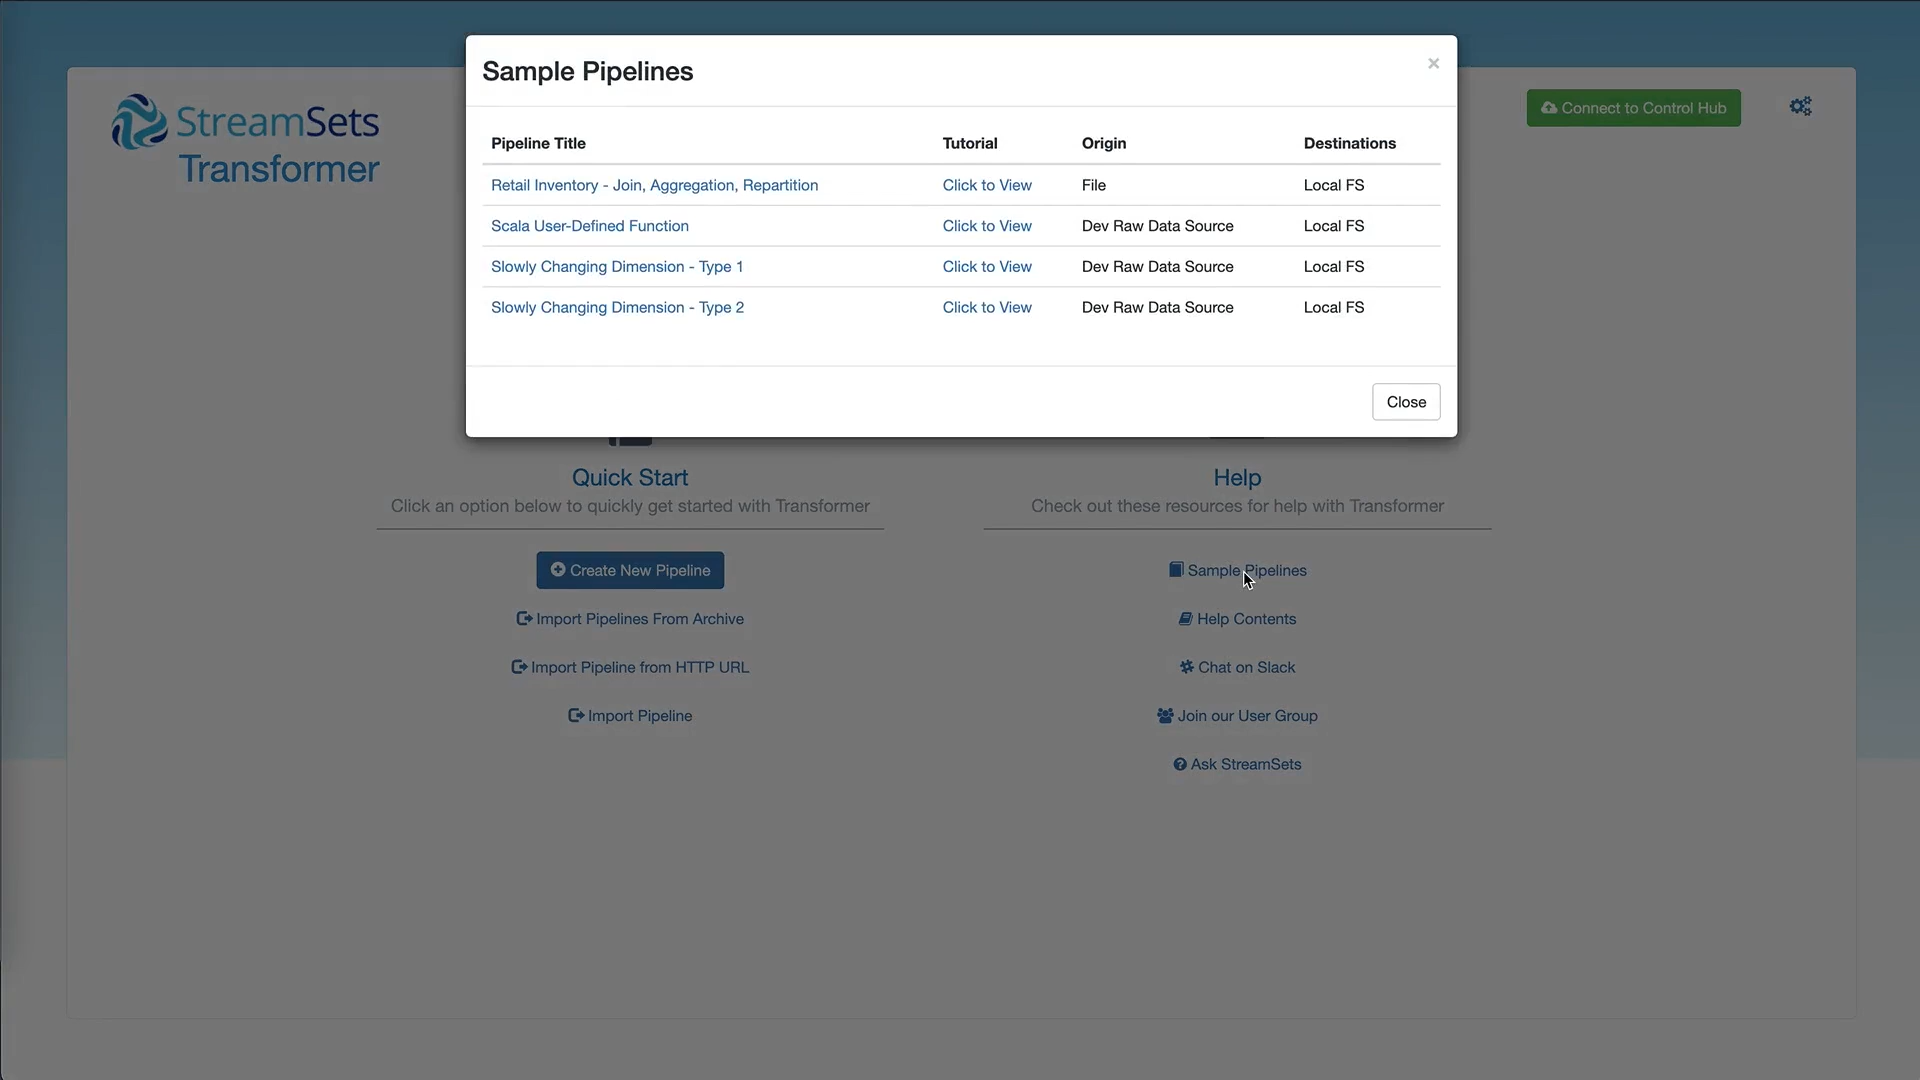 Sample Pipelines
×
StreamSets
Transformer
Connect to Control Hub
Pipeline Title Tutorial Origin Destinations
Retail Inventory - Join, Aggregation, Repartition Click to View File Local FS
Scala User-Defined Function Click to View Dev Raw Data Source Local FS
Slowly Changing Dimension - Type 1 Click to View Dev Raw Data Source Local FS
Slowly Changing Dimension - Type 2 Click to View Dev Raw Data Source Local FS
Close
Quick Start
Click an option below to quickly get started with Transformer
Create New Pipeline
Import Pipelines From Archive
Import Pipeline from HTTP URL
Import Pipeline
Help
Check out these resources for help with Transformer
Sample Pipelines
Help Contents
Chat on Slack
Join our User Group
Ask StreamSets